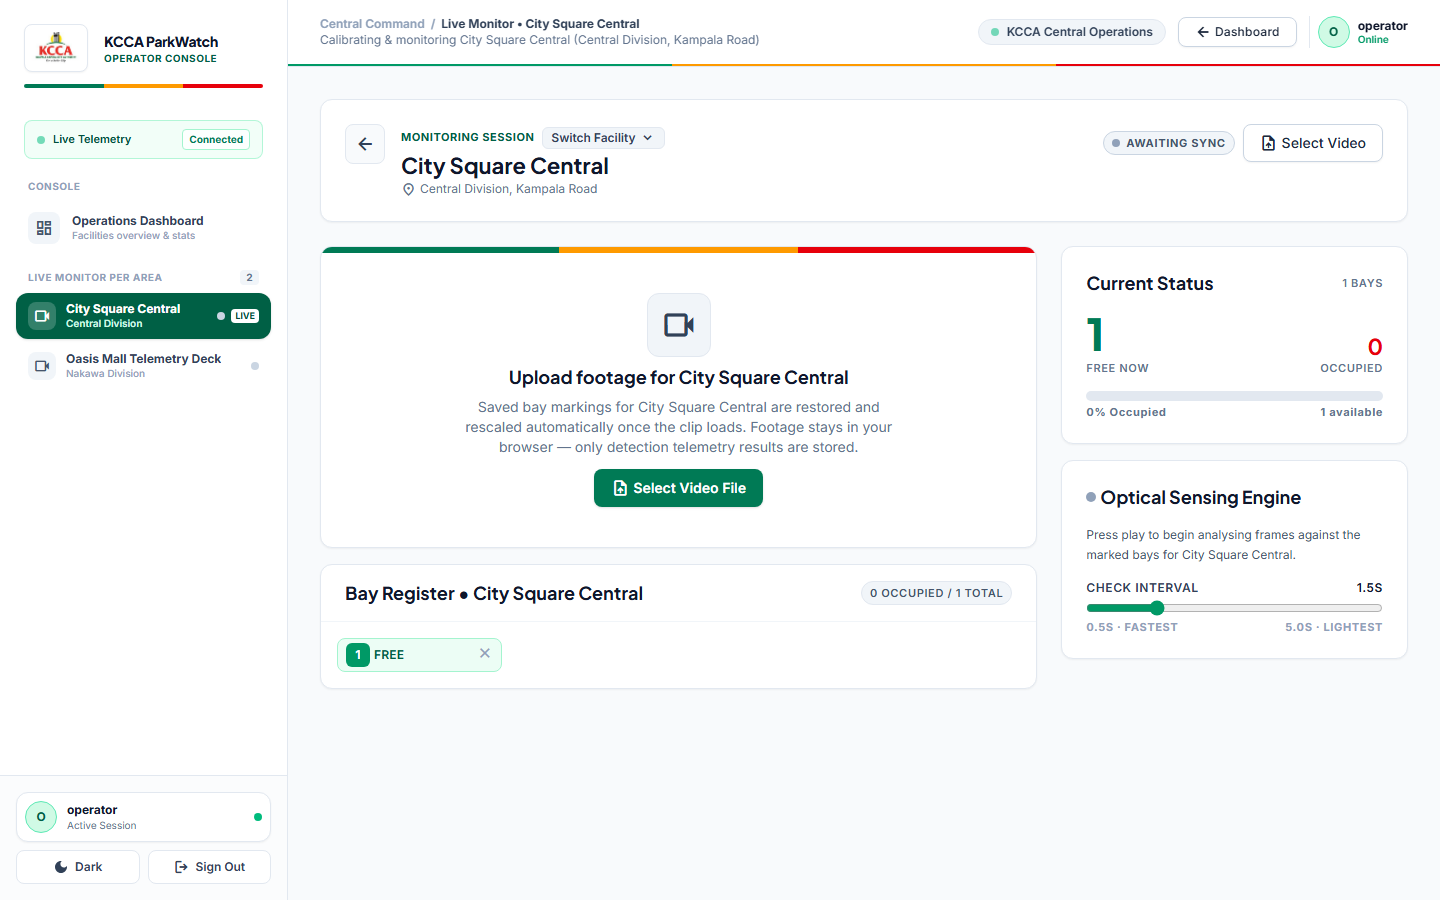 KCCA
KCCA ParkWatch
OPERATOR CONSOLE
Live Telemetry
Connected
CONSOLE
Operations Dashboard
Facilities overview & stats
LIVE MONITOR PER AREA
2
City Square Central
Central Division
LIVE
Oasis Mall Telemetry Deck
Nakawa Division
O
operator
Active Session
Dark
Sign Out
Central Command / Live Monitor • City Square Central
Calibrating & monitoring City Square Central (Central Division, Kampala Road)
KCCA Central Operations
Dashboard
O
operator
Online
MONITORING SESSION
Switch Facility
City Square Central
Central Division, Kampala Road
AWAITING SYNC
Select Video
Upload footage for City Square Central
Saved bay markings for City Square Central are restored and
rescaled automatically once the clip loads. Footage stays in your
browser — only detection telemetry results are stored.
Select Video File
Bay Register • City Square Central
0 OCCUPIED / 1 TOTAL
1
FREE
Current Status
1 BAYS
1
FREE NOW
0
OCCUPIED
0% Occupied
1 available
Optical Sensing Engine
Press play to begin analysing frames against the
marked bays for City Square Central.
CHECK INTERVAL
1.5S
0.5S · FASTEST
5.0S · LIGHTEST